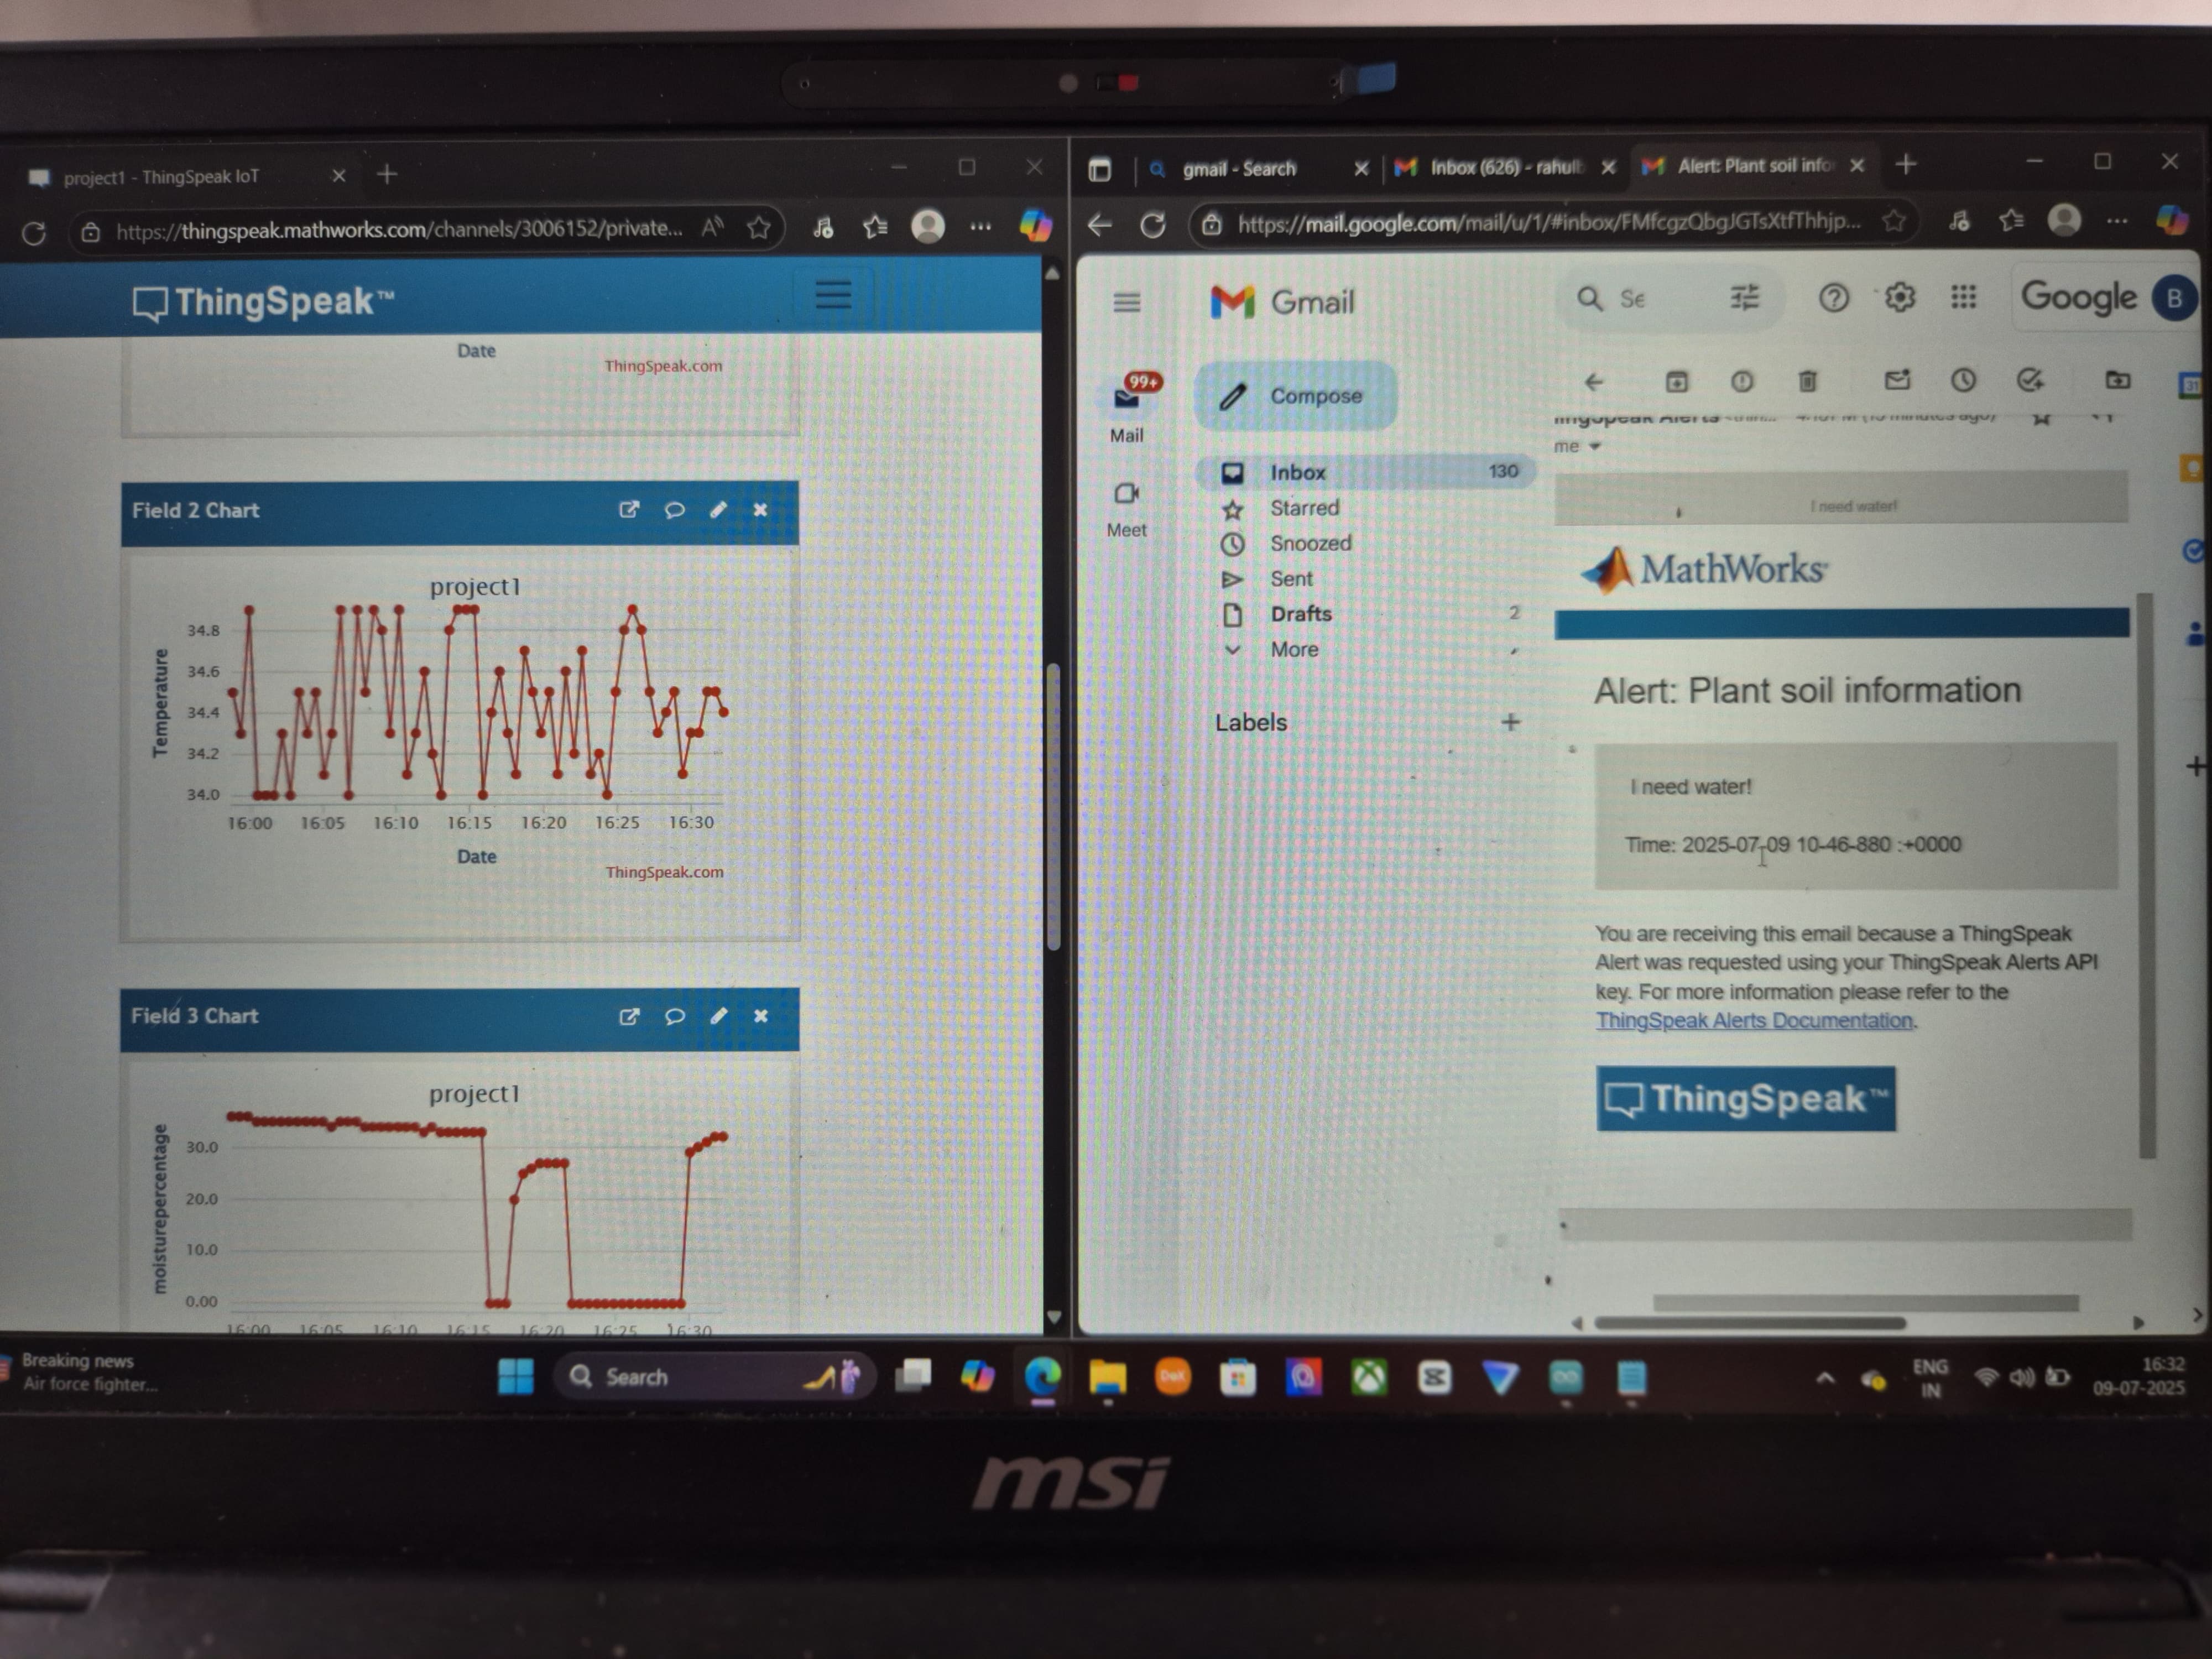 project1 - ThingSpeak IoT
https://thingspeak.mathworks.com/channels/3006152/private...
ThingSpeak™
Date
ThingSpeak.com
Field 2 Chart
project1
Temperature
34.8
34.6
34.4
34.2
34.0
16:00 16:05 16:10 16:15 16:20 16:25 16:30
Date
ThingSpeak.com
Field 3 Chart
project1
moisturepercentage
30.0
20.0
10.0
0.00
16:00 16:05 16:10 16:15 16:20 16:25 16:30
gmail - Search
Inbox (626) - rahulb
Alert: Plant soil info
https://mail.google.com/mail/u/1/#inbox/FMfcgzQbgJGTsXtfThhjp...
Gmail
Se
Google
B
99+
Mail
Meet
Compose
Inbox 130
Starred
Snoozed
Sent
Drafts 2
More
Labels
31
me
I need water!
MathWorks®
Alert: Plant soil information
I need water!
Time: 2025-07-09 10-46-880 :+0000
You are receiving this email because a ThingSpeak
Alert was requested using your ThingSpeak Alerts API
key. For more information please refer to the
ThingSpeak Alerts Documentation.
ThingSpeak™
Breaking news
Air force fighter...
Search
ENG
IN
16:32
09-07-2025
msi